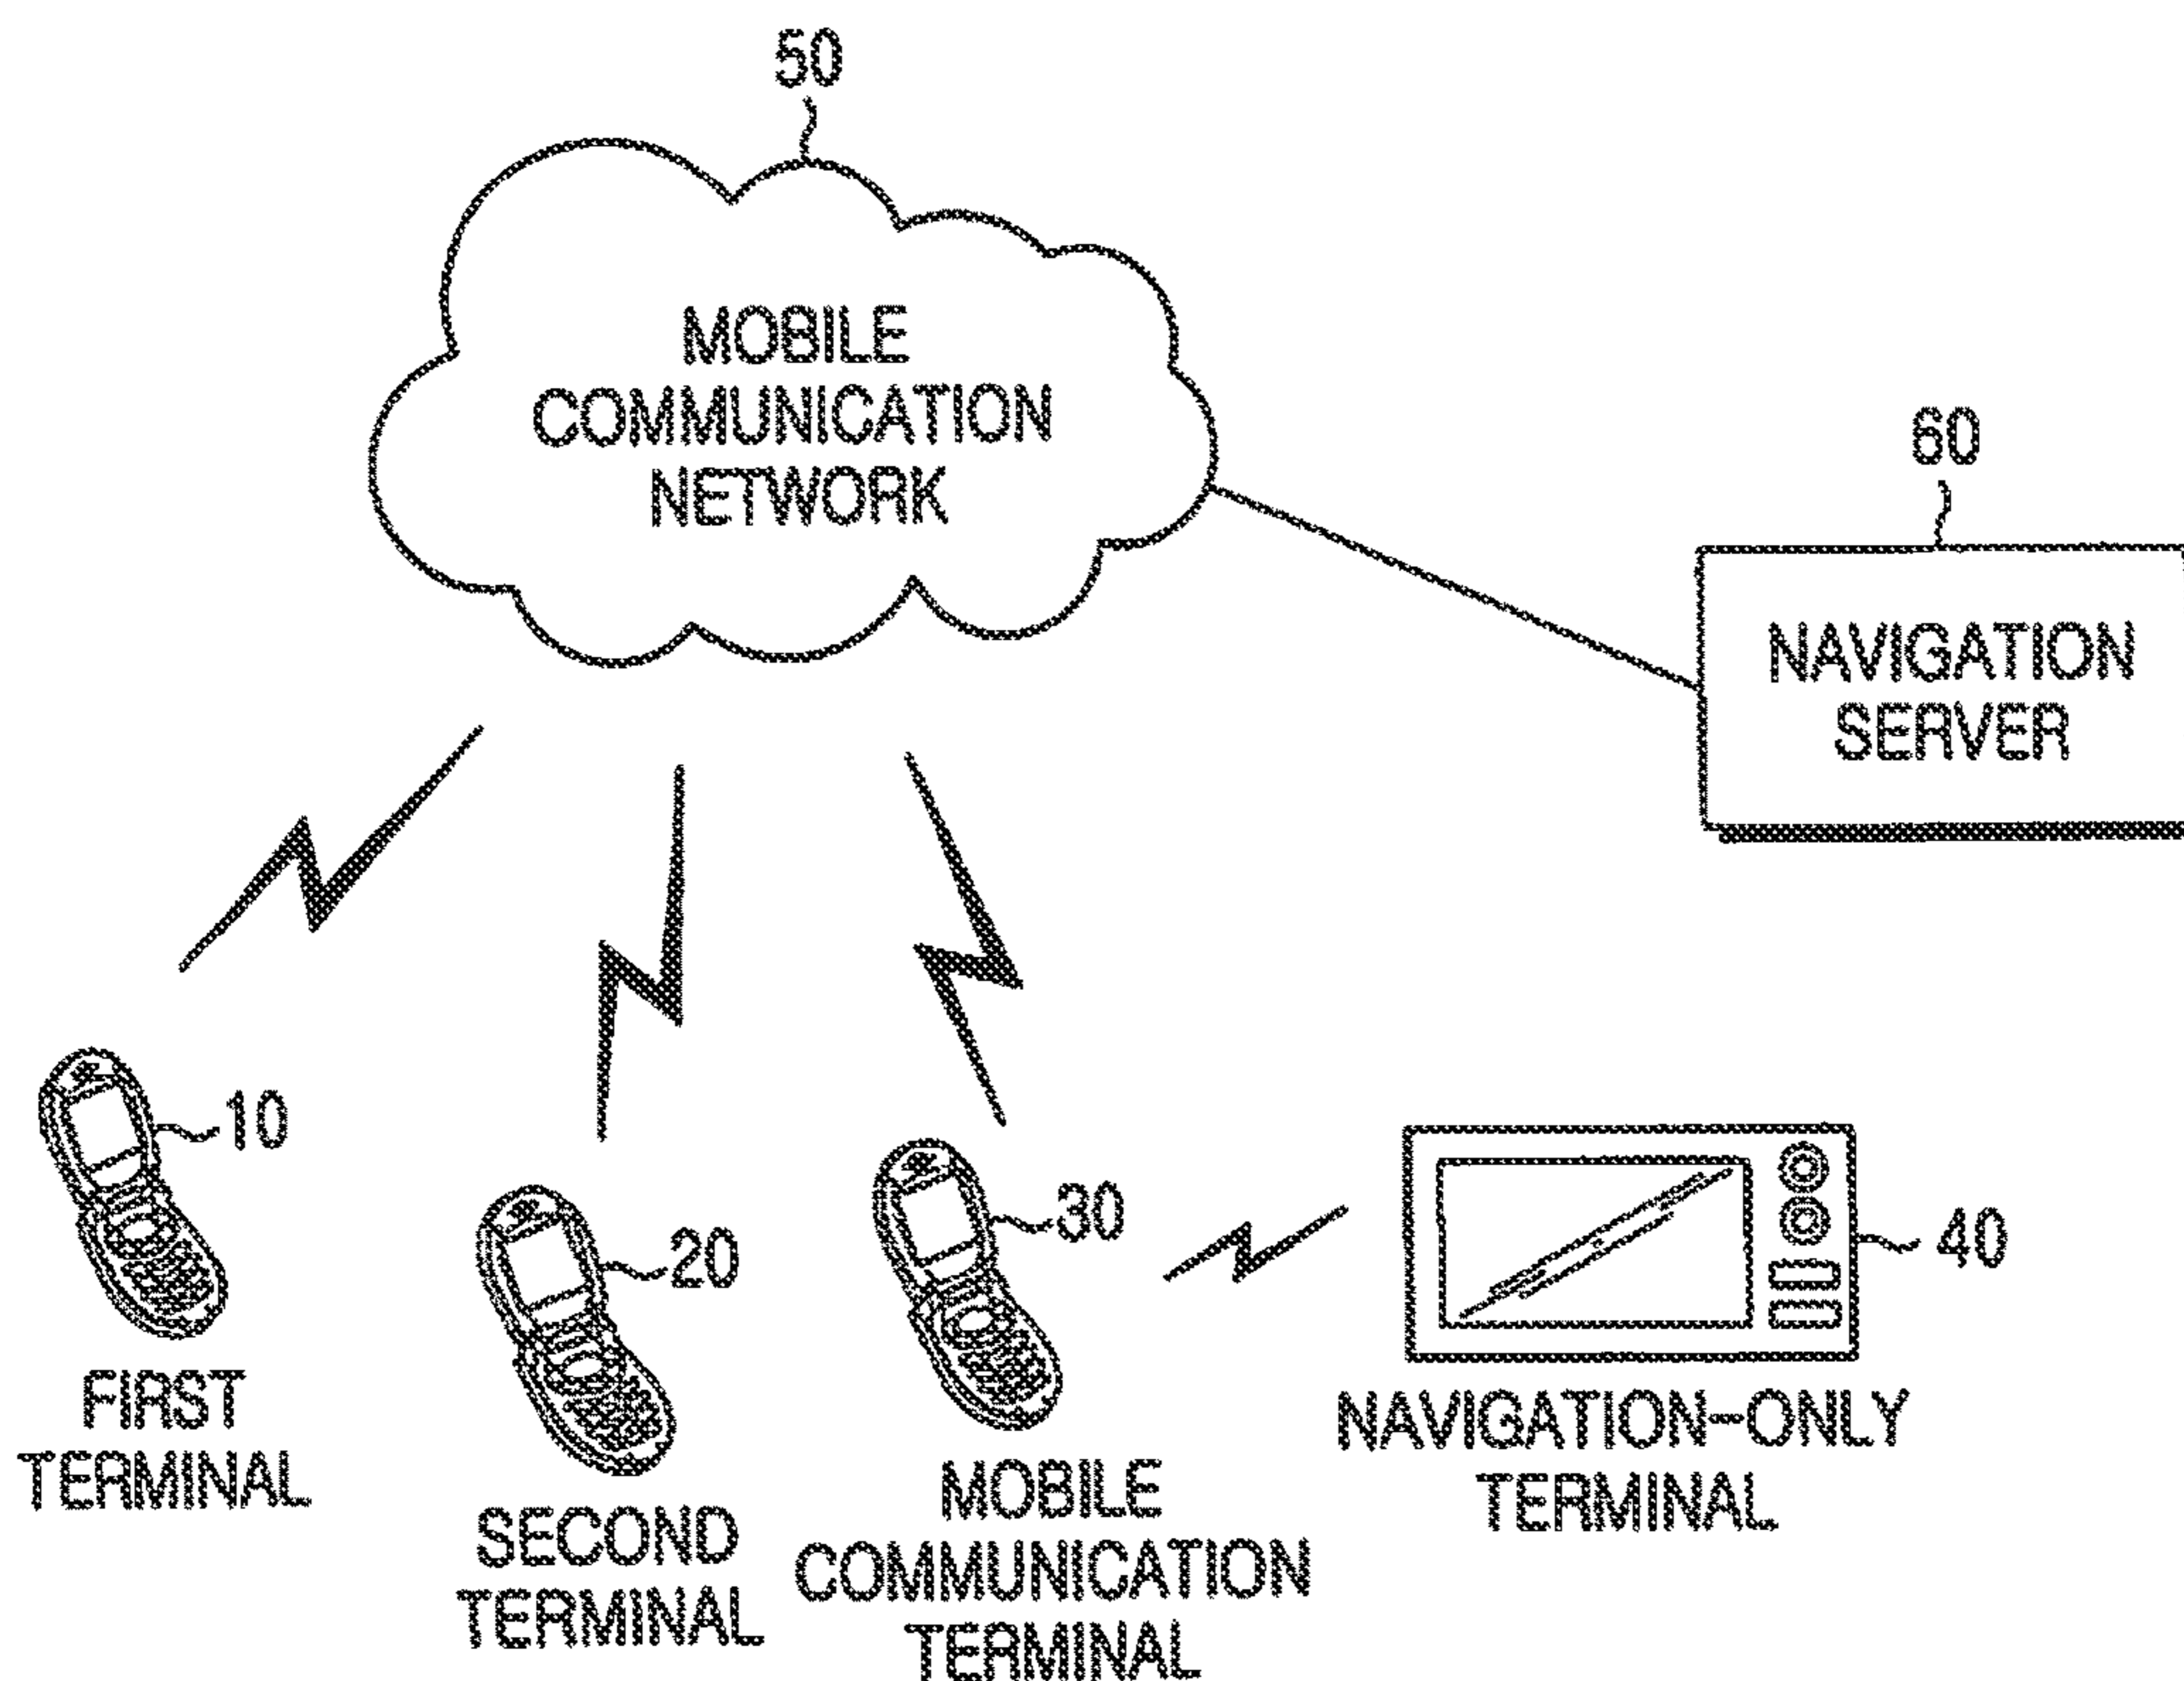 50
MOBILE
COMMUNICATION
NETWORK
60
NAVIGATION
SERVER
10
20
30
40
FIRST
TERMINAL
SECOND
TERMINAL
MOBILE
COMMUNICATION
TERMINAL
NAVIGATION-ONLY
TERMINAL